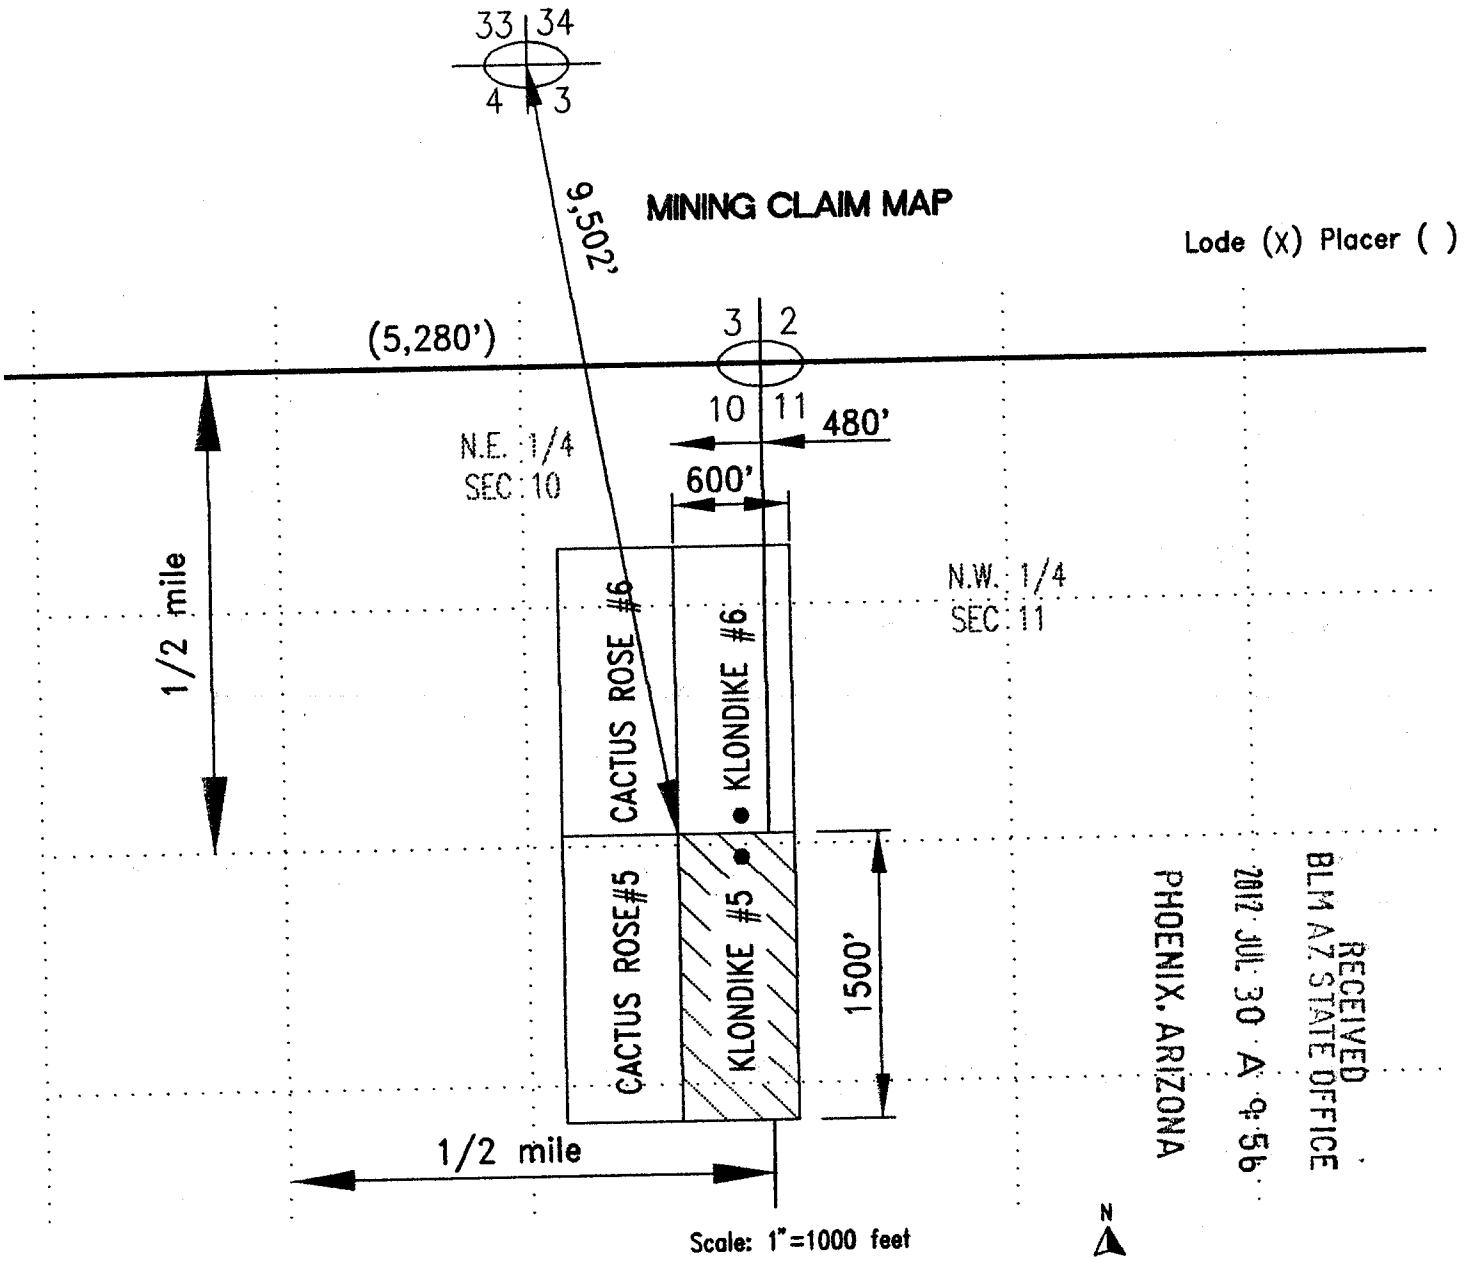 33 34
4 3
9,502'
MINING CLAIM MAP
Lode (X) Placer ( )
(5,280')
3 2
10 11
480'
N.E. 1/4
SEC 10
600'
1/2 mile
N.W. 1/4
SEC 11
CACTUS ROSE #6
KLONDIKE #6
CACTUS ROSE#5
KLONDIKE #5
1500'
RECEIVED
BLM AZ STATE OFFICE
2012 JUL 30 A 9:56
PHOENIX, ARIZONA
1/2 mile
Scale: 1"=1000 feet
N